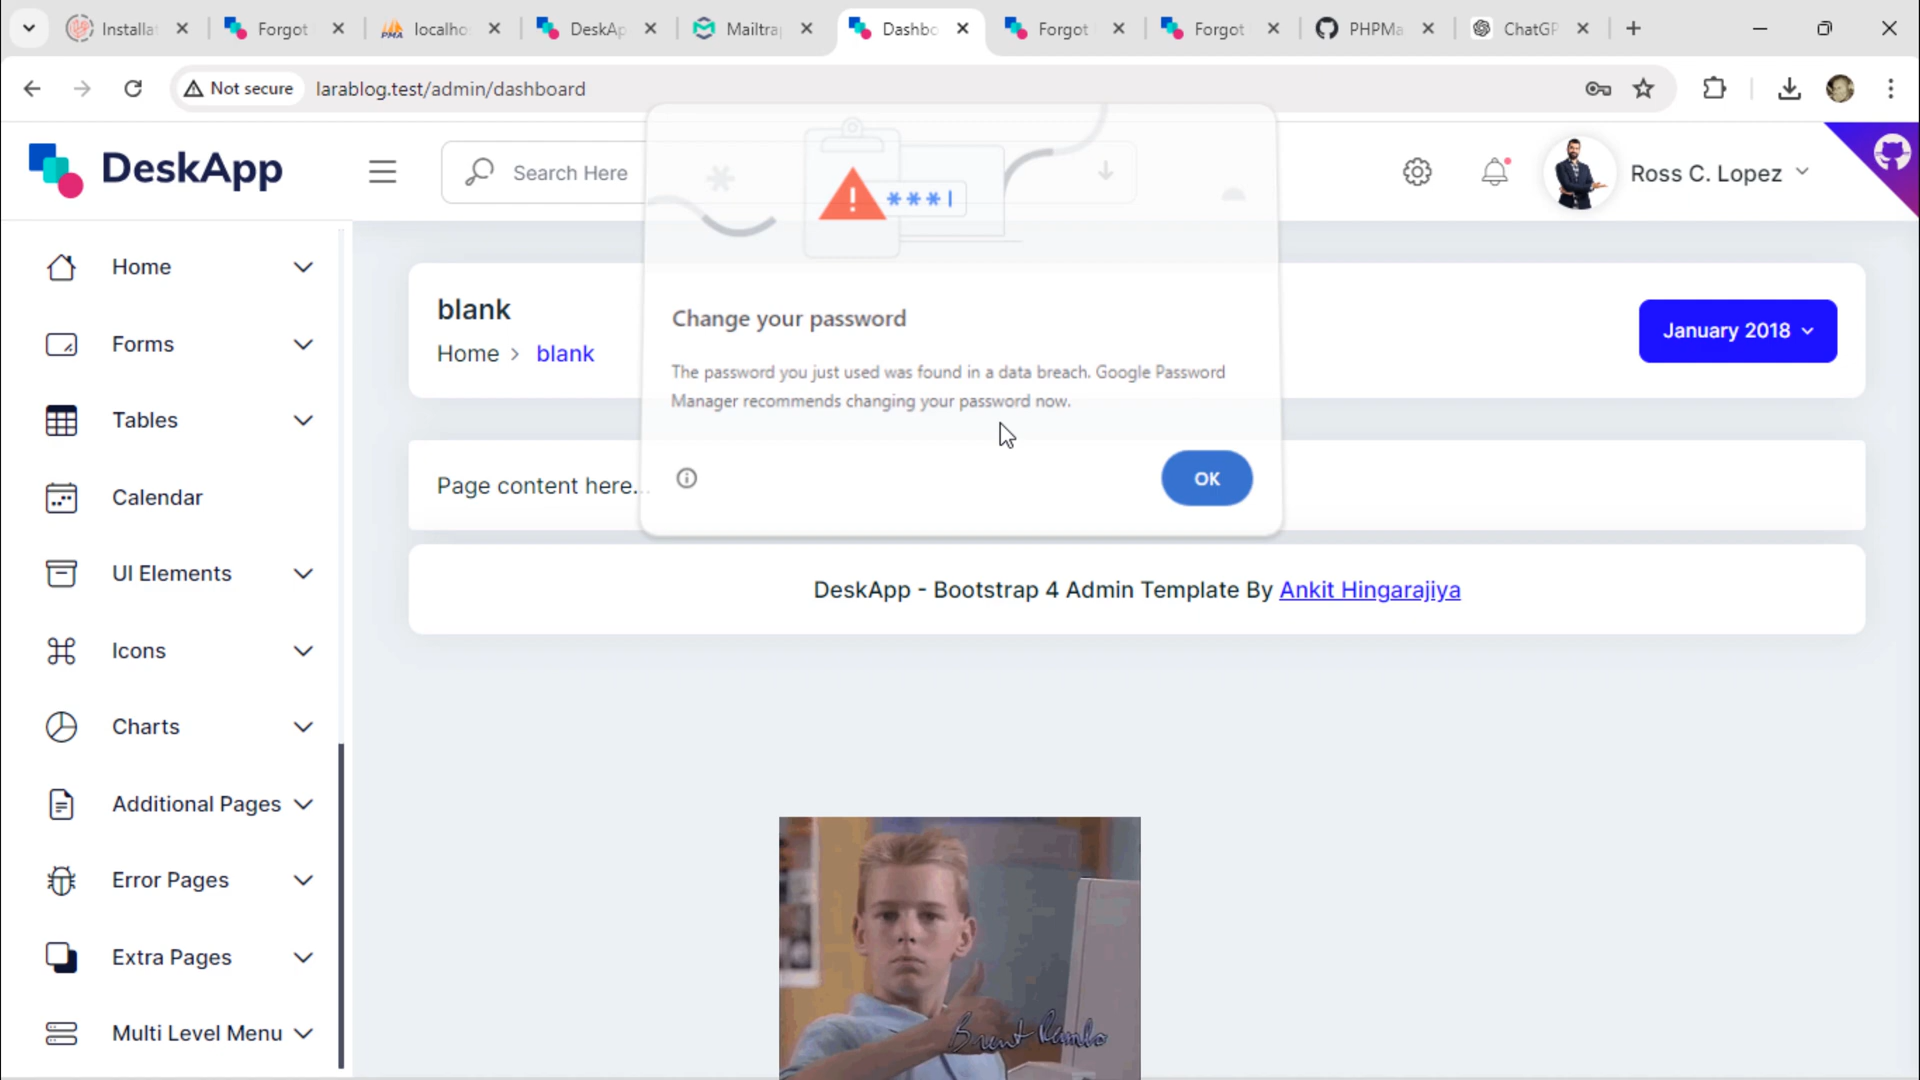 Installa
Forgot
localho
DeskAp
Mailtra
Dashbo
Forgot
Forgot
PHPMa
ChatGP
Not secure
larablog.test/admin/dashboard
DeskApp
Search Here
***
Ross C. Lopez
Home
Forms
Tables
Calendar
UI Elements
Icons
Charts
Additional Pages
Error Pages
Extra Pages
Multi Level Menu
blank
Home > blank
January 2018
Change your password
The password you just used was found in a data breach. Google Password
Manager recommends changing your password now.
OK
Page content here...
DeskApp - Bootstrap 4 Admin Template By Ankit Hingarajiya
Brent Rambo